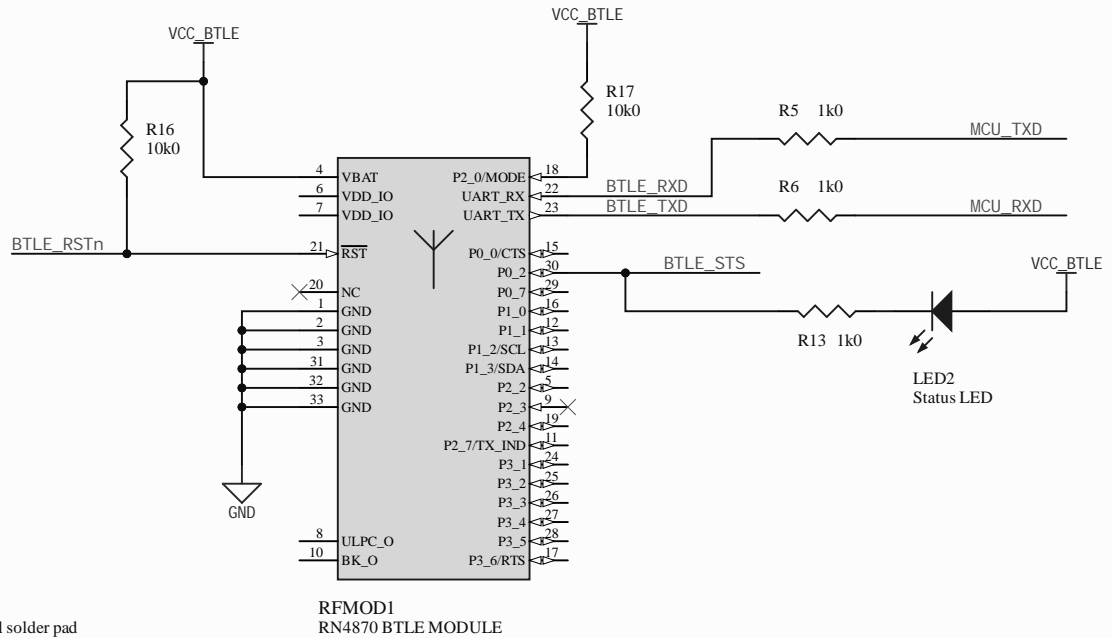 VCC_BTLE
VCC_BTLE
R16
10k0
R17
10k0
R5 1k0
MCU_TXD
R6 1k0
MCU_RXD
BTLE_RXD
BTLE_TXD
BTLE_RSTn
BTLE_STS
VCC_BTLE
R13 1k0
LED2
Status LED
4 VBAT
6 VDD_IO
7 VDD_IO
21 RST
20 NC
1 GND
2 GND
3 GND
31 GND
32 GND
33 GND
8 ULPC_O
10 BK_O
P2_0/MODE 18
UART_RX 22
UART_TX 23
P0_0/CTS 15
P0_2 30
P0_7 29
P1_0 16
P1_1 12
P1_2/SCL 13
P1_3/SDA 14
P2_2 5
P2_3 9
P2_4 19
P2_7/TX_IND 11
P3_1 24
P3_2 25
P3_3 26
P3_4 27
P3_5 28
P3_6/RTS 17
GND
RFMOD1
RN4870 BTLE MODULE
solder pad